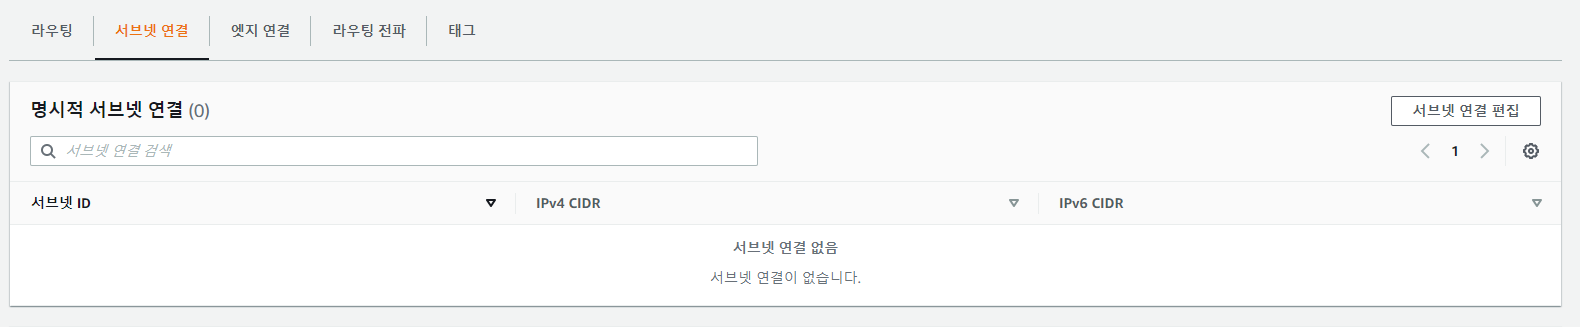 라우팅 서브넷 연결 엣지 연결 라우팅 전파 태그
명시적 서브넷 연결 (0)
서브넷 연결 편집
서브넷 연결 검색
1
서브넷 ID IPv4 CIDR IPv6 CIDR
서브넷 연결 없음
서브넷 연결이 없습니다.